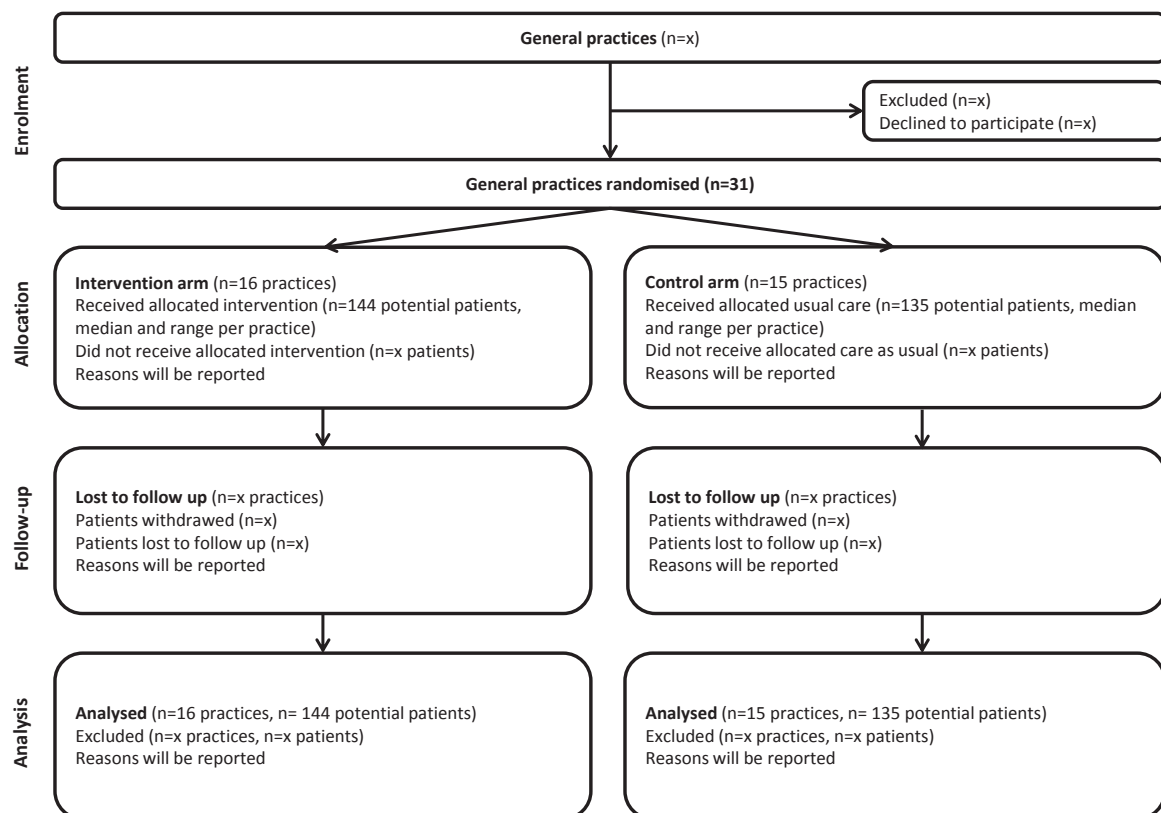 General practices (n=x)
Enrolment
Excluded (n=x)
Declined to participate (n=x)
General practices randomised (n=31)
Allocation
Intervention arm (n=16 practices)
Received allocated intervention (n=144 potential patients,
median and range per practice)
Did not receive allocated intervention (n=x patients)
Reasons will be reported
Control arm (n=15 practices)
Received allocated usual care (n=135 potential patients, median
and range per practice)
Did not receive allocated care as usual (n=x patients)
Reasons will be reported
Follow-up
Lost to follow up (n=x practices)
Patients withdrawed (n=x)
Patients lost to follow up (n=x)
Reasons will be reported
Lost to follow up (n=x practices)
Patients withdrawed (n=x)
Patients lost to follow up (n=x)
Reasons will be reported
Analysis
Analysed (n=16 practices, n= 144 potential patients)
Excluded (n=x practices, n=x patients)
Reasons will be reported
Analysed (n=15 practices, n= 135 potential patients)
Excluded (n=x practices, n=x patients)
Reasons will be reported